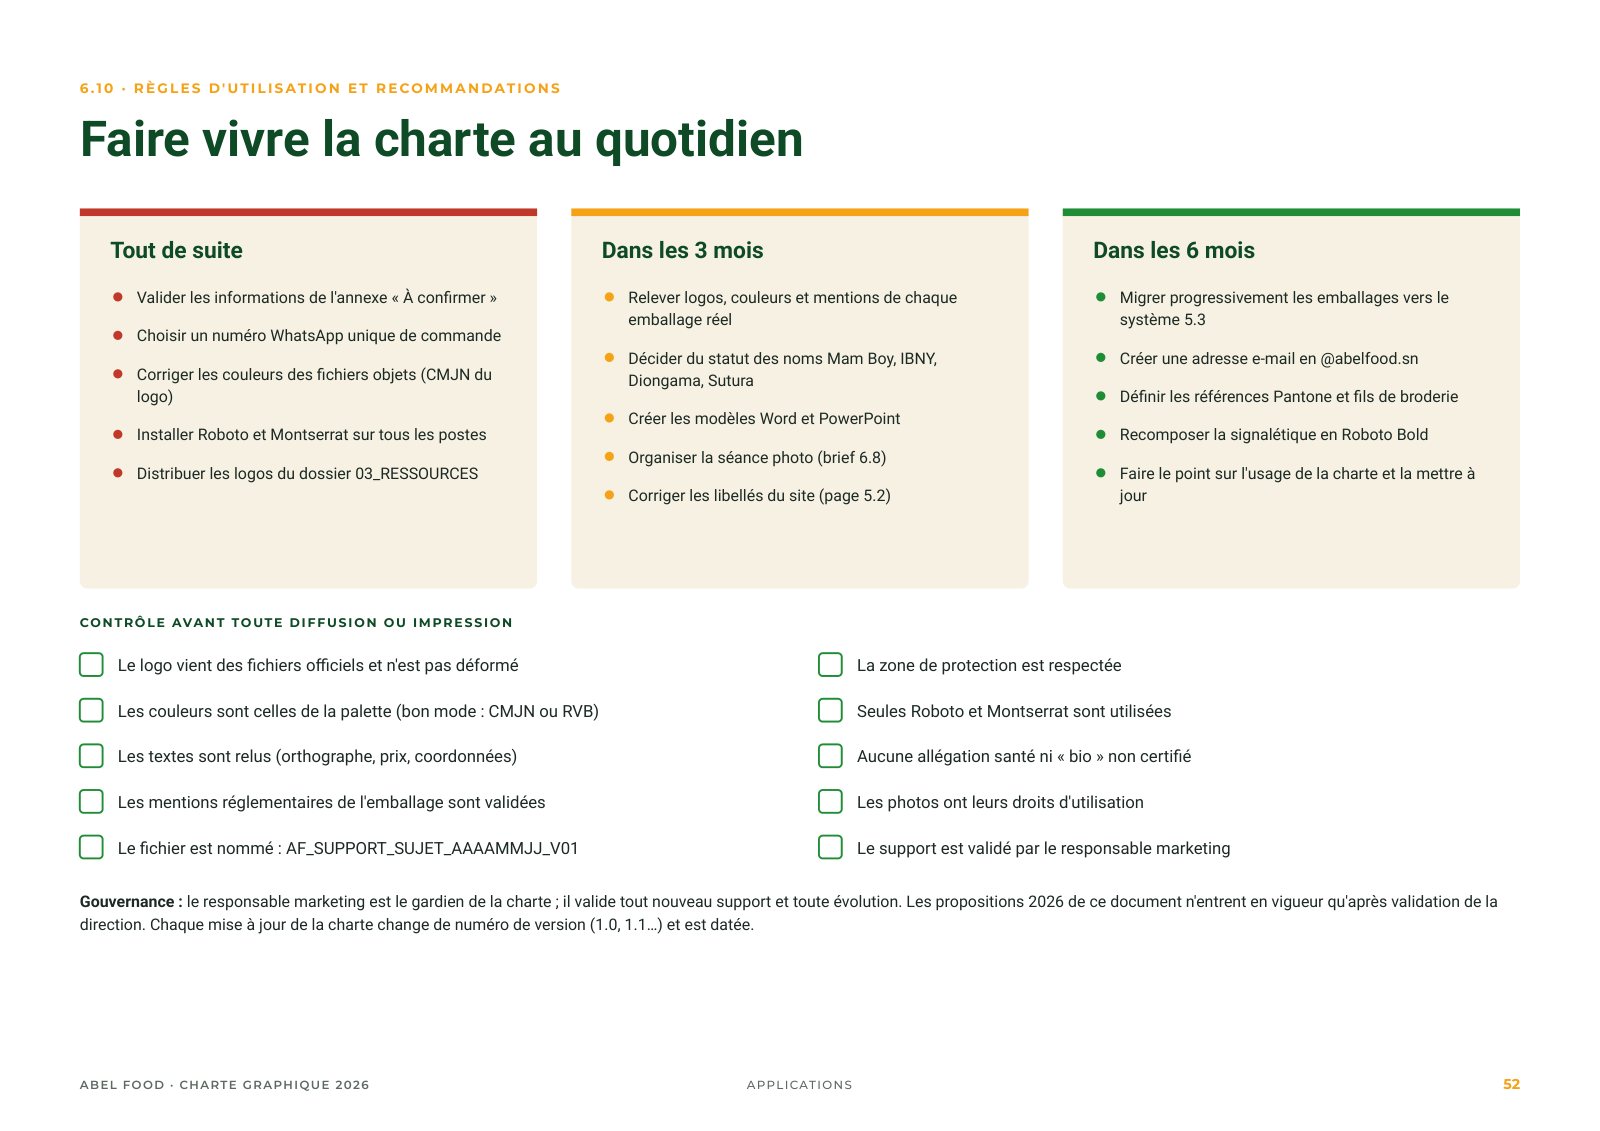 6.10 · RÈGLES D'UTILISATION ET RECOMMANDATIONS
Faire vivre la charte au quotidien
Tout de suite
Valider les informations de l'annexe « À confirmer »
Choisir un numéro WhatsApp unique de commande
Corriger les couleurs des fichiers objets (CMJN du
logo)
Installer Roboto et Montserrat sur tous les postes
Distribuer les logos du dossier 03_RESSOURCES
Dans les 3 mois
Relever logos, couleurs et mentions de chaque
emballage réel
Décider du statut des noms Mam Boy, IBNY,
Diongama, Sutura
Créer les modèles Word et PowerPoint
Organiser la séance photo (brief 6.8)
Corriger les libellés du site (page 5.2)
Dans les 6 mois
Migrer progressivement les emballages vers le
système 5.3
Créer une adresse e-mail en @abelfood.sn
Définir les références Pantone et fils de broderie
Recomposer la signalétique en Roboto Bold
Faire le point sur l'usage de la charte et la mettre à
jour
CONTRÔLE AVANT TOUTE DIFFUSION OU IMPRESSION
Le logo vient des fichiers officiels et n'est pas déformé
Les couleurs sont celles de la palette (bon mode : CMJN ou RVB)
Les textes sont relus (orthographe, prix, coordonnées)
Les mentions réglementaires de l'emballage sont validées
Le fichier est nommé : AF_SUPPORT_SUJET_AAAAMMJJ_V01
La zone de protection est respectée
Seules Roboto et Montserrat sont utilisées
Aucune allégation santé ni « bio » non certifié
Les photos ont leurs droits d'utilisation
Le support est validé par le responsable marketing
Gouvernance : le responsable marketing est le gardien de la charte ; il valide tout nouveau support et toute évolution. Les propositions 2026 de ce document n'entrent en vigueur qu'après validation de la
direction. Chaque mise à jour de la charte change de numéro de version (1.0, 1.1…) et est datée.
ABEL FOOD · CHARTE GRAPHIQUE 2026
APPLICATIONS
52